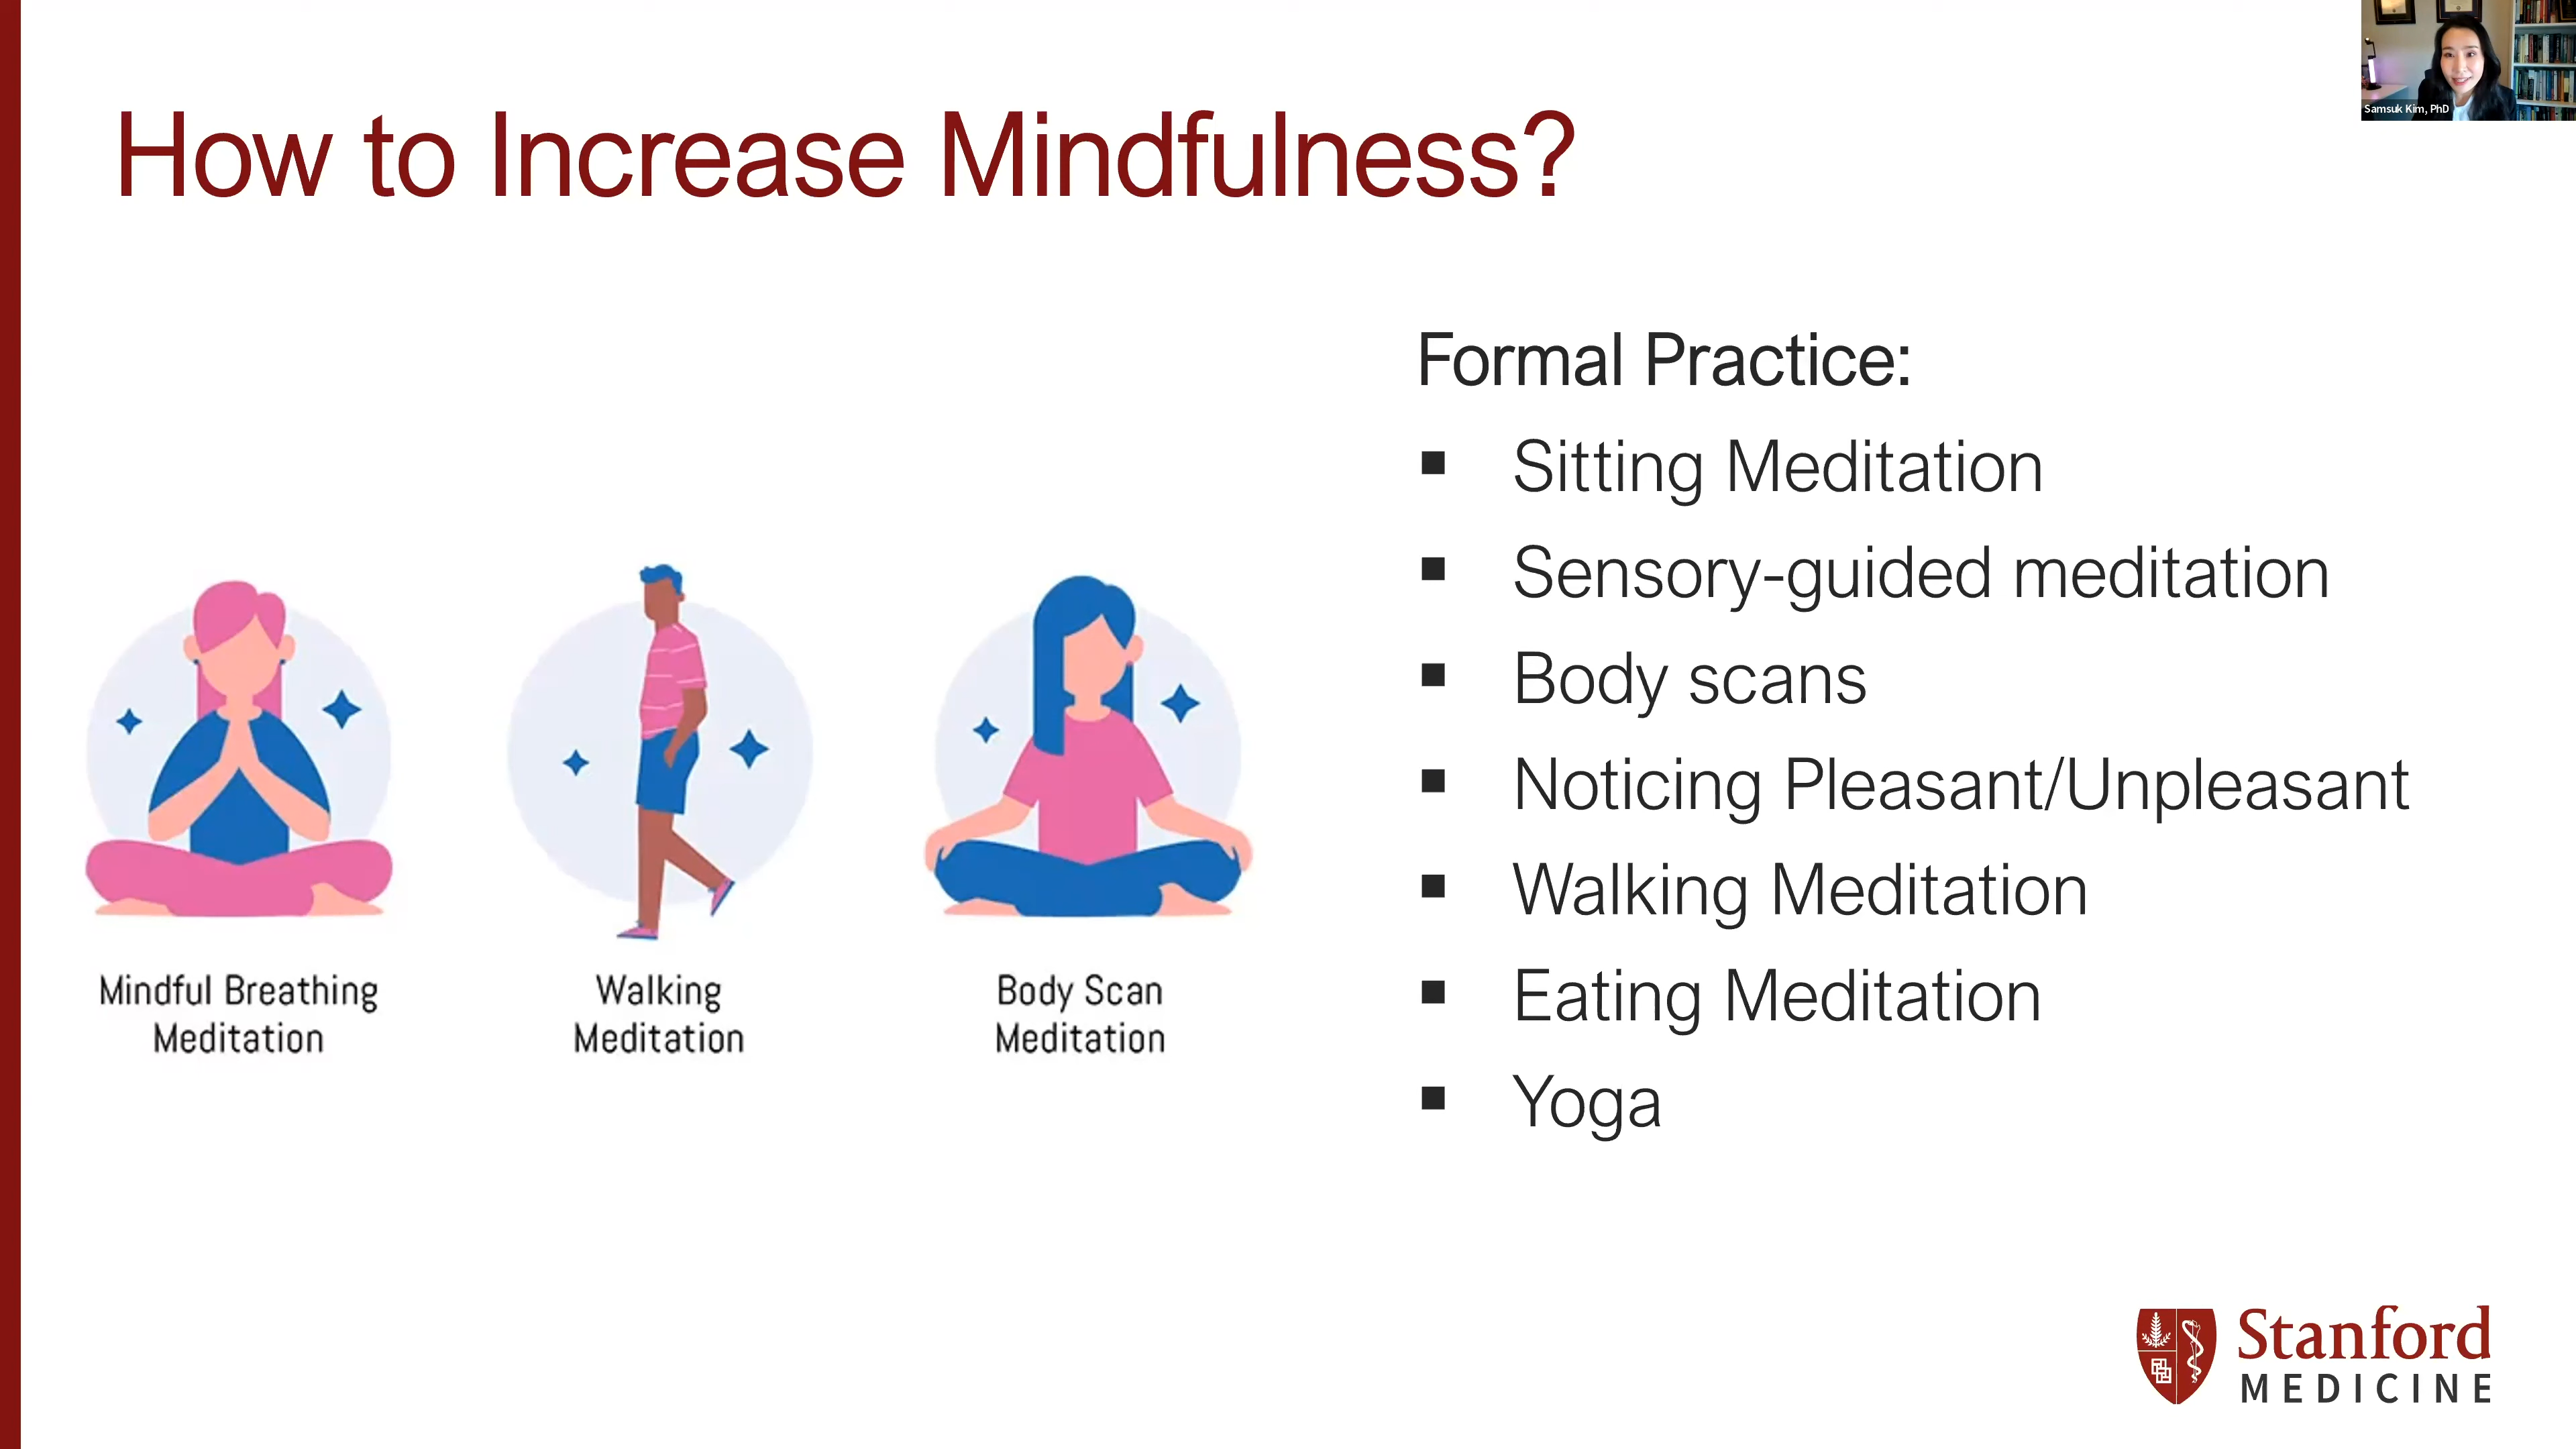 Samsuk Kim, PhD
How to Increase Mindfulness?
Formal Practice:
▪ Sitting Meditation
▪ Sensory-guided meditation
▪ Body scans
▪ Noticing Pleasant/Unpleasant
▪ Walking Meditation
▪ Eating Meditation
▪ Yoga
Mindful Breathing
Meditation
Walking
Meditation
Body Scan
Meditation
Stanford
MEDICINE